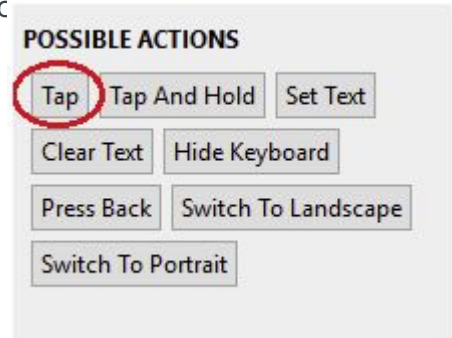 POSSIBLE ACTIONS
Tap Tap And Hold Set Text
Clear Text Hide Keyboard
Press Back Switch To Landscape
Switch To Portrait